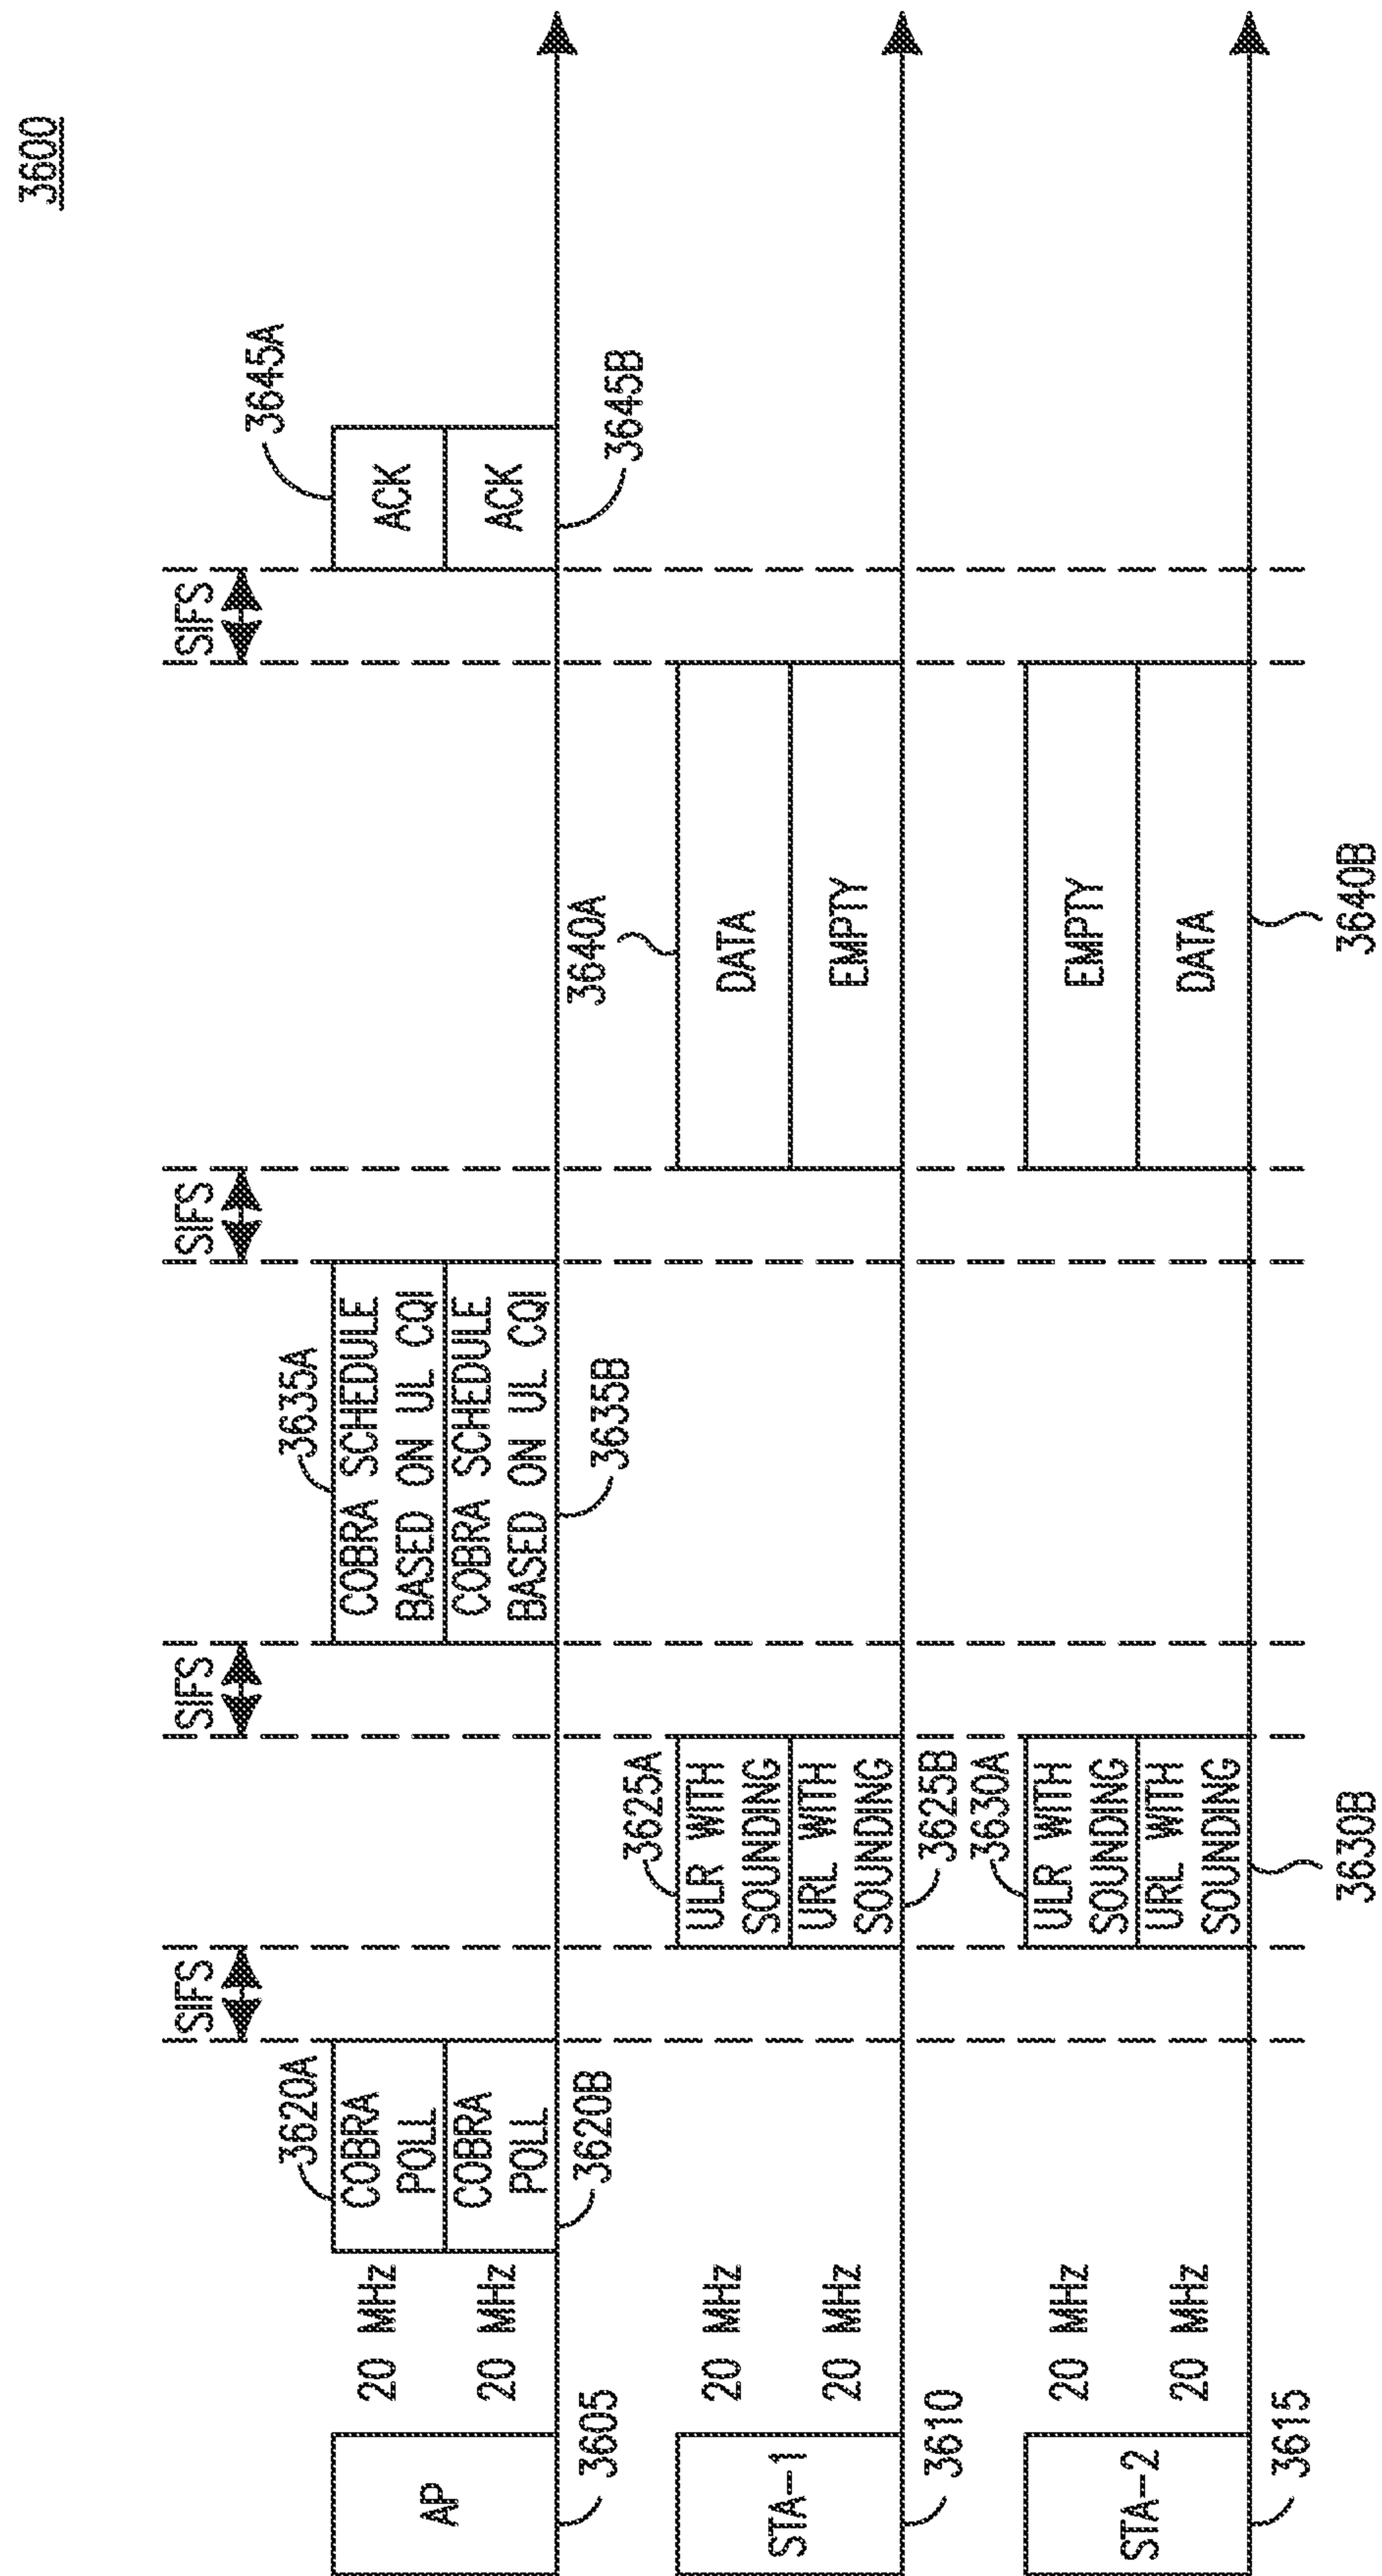 3600
SIFS
SIFS
SIFS
SIFS
AP
3605
20 MHz
20 MHz
3620A
COBRA
POLL
COBRA
POLL
3620B
3635A
COBRA SCHEDULE
BASED ON UL CQI
COBRA SCHEDULE
BASED ON UL CQI
3635B
3645A
ACK
ACK
3645B
STA-1
3610
20 MHz
20 MHz
3625A
ULR WITH
SOUNDING
URL WITH
SOUNDING
3625B
3640A
DATA
EMPTY
STA-2
3615
20 MHz
20 MHz
3630A
ULR WITH
SOUNDING
URL WITH
SOUNDING
3630B
EMPTY
DATA
3640B